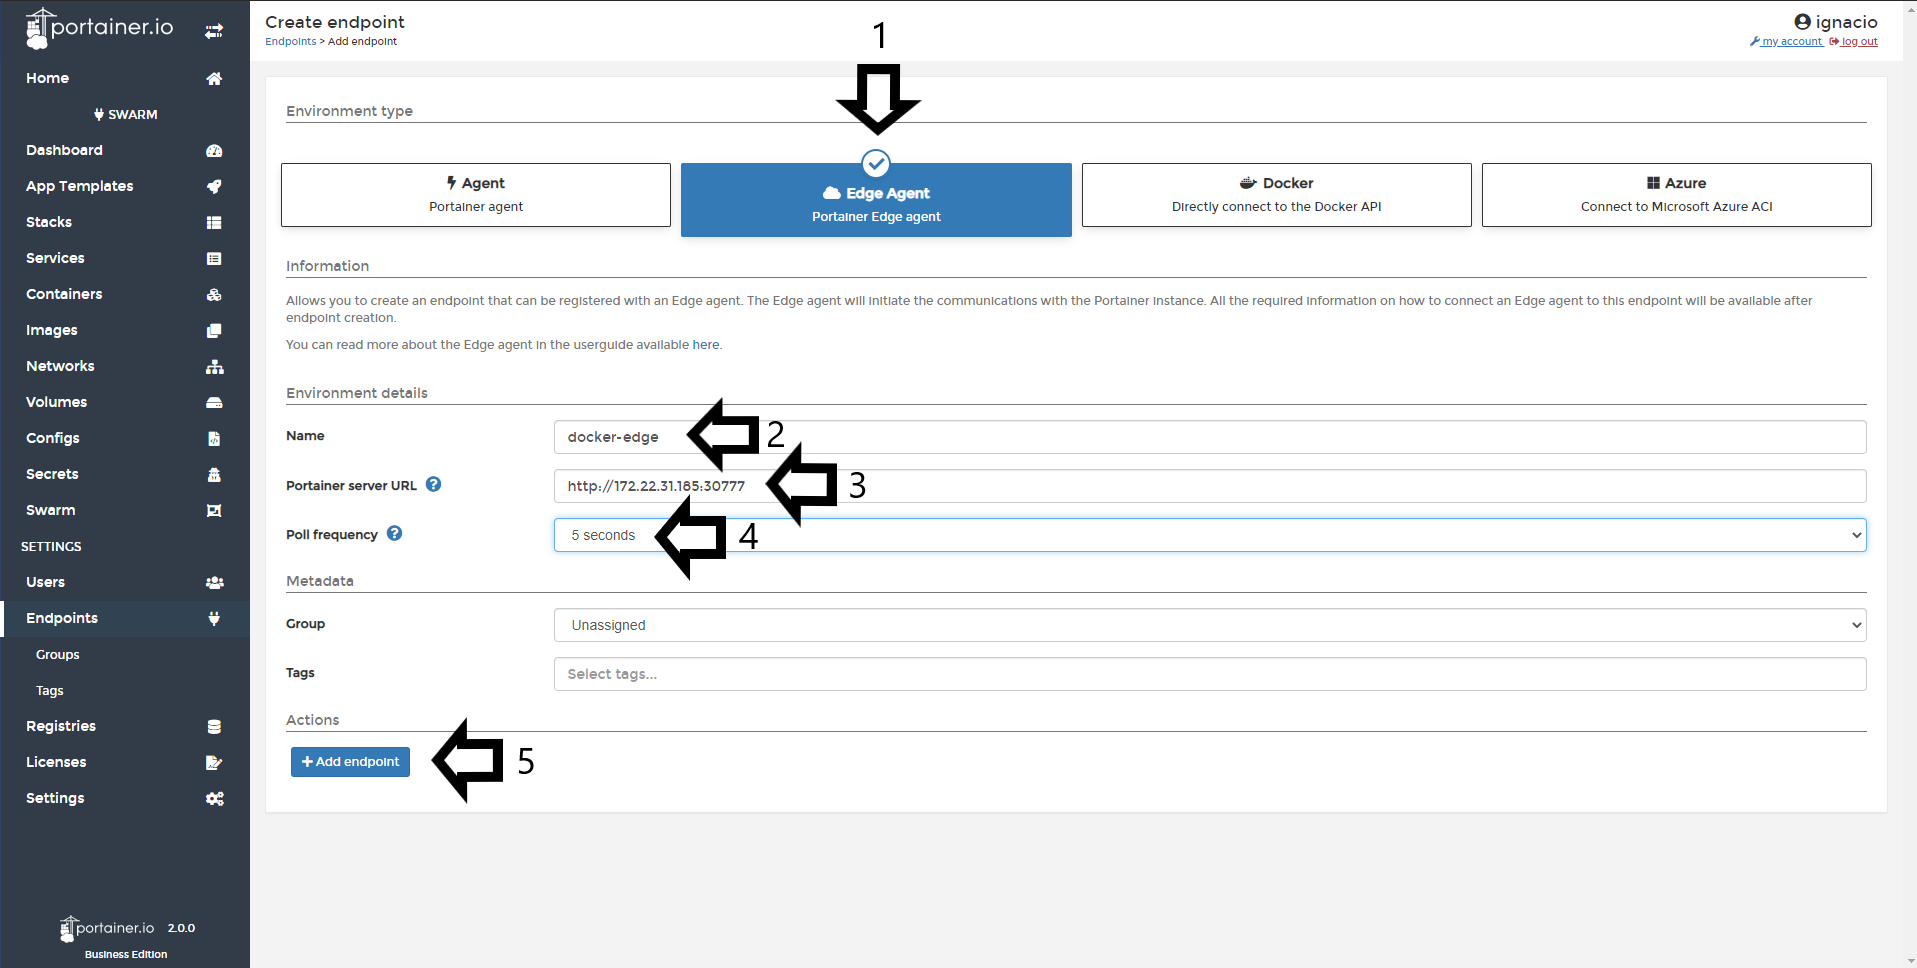 portainer.io
Home
SWARM
Dashboard
App Templates
Stacks
Services
Containers
Images
Networks
Volumes
Configs
Secrets
Swarm
SETTINGS
Users
Endpoints
Groups
Tags
Registries
Licenses
Settings
portainer.io 2.0.0
Business Edition
Create endpoint
Endpoints > Add endpoint
ignacio
my account log out
1
Environment type
Agent
Portainer agent
Edge Agent
Portainer Edge agent
Docker
Directly connect to the Docker API
Azure
Connect to Microsoft Azure ACI
Information
Allows you to create an endpoint that can be registered with an Edge agent. The Edge agent will initiate the communications with the Portainer instance. All the required information on how to connect an Edge agent to this endpoint will be available after
endpoint creation.
You can read more about the Edge agent in the userguide available here.
Environment details
Name docker-edge 2
Portainer server URL ? http://172.22.31.185:30777 3
Poll frequency ? 5 seconds 4
Metadata
Group Unassigned
Tags Select tags...
Actions
+ Add endpoint 5